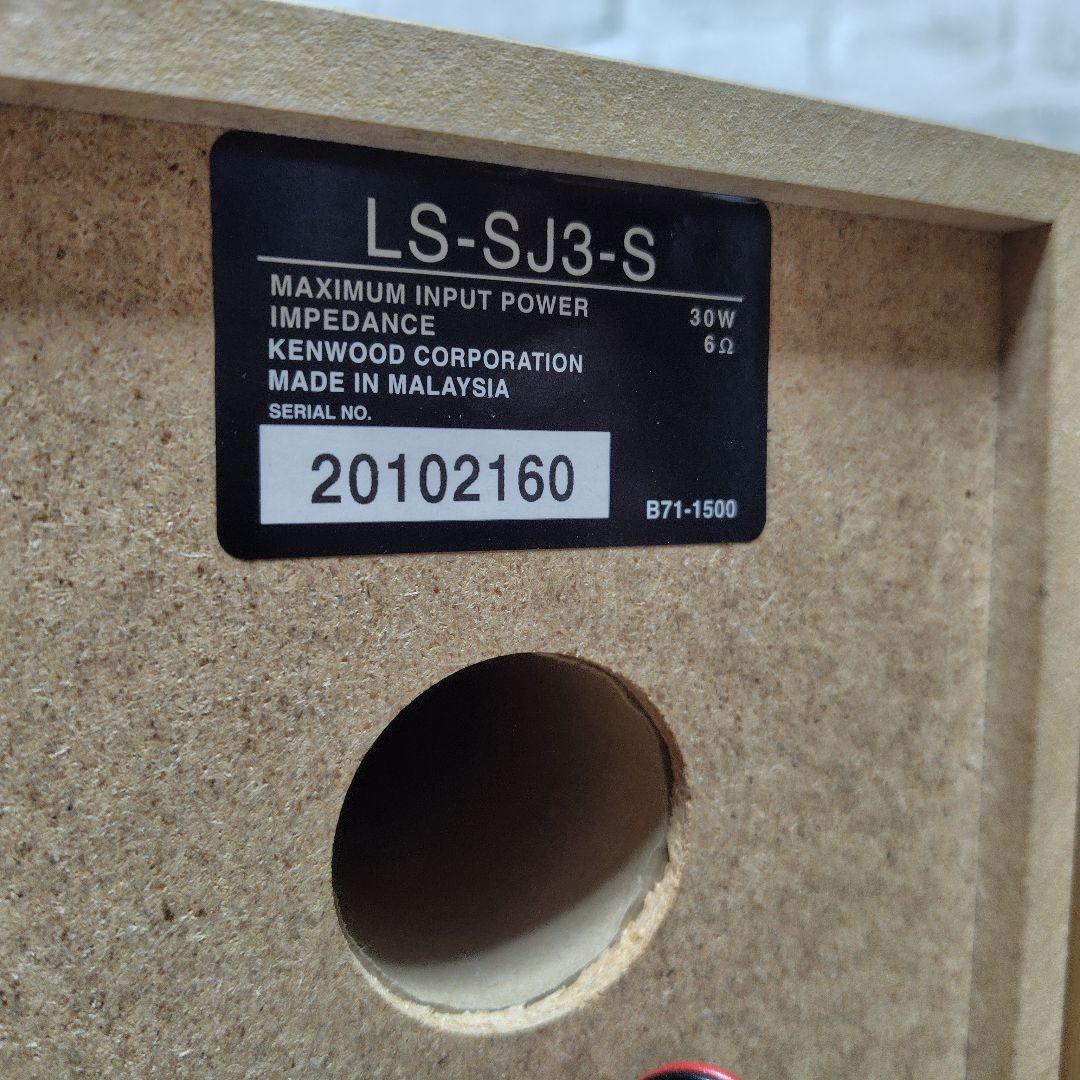 LS-SJ3-S
MAXIMUM INPUT POWER 30W
IMPEDANCE 6Ω
KENWOOD CORPORATION
MADE IN MALAYSIA
SERIAL NO.
20102160
B71-1500